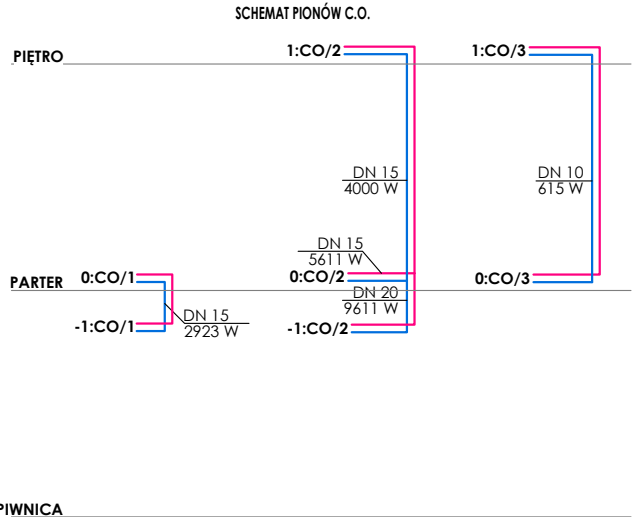 SCHEMAT PIONÓW C.O.
PIĘTRO
1:CO/2
1:CO/3
DN 15
4000 W
DN 10
615 W
DN 15
5611 W
PARTER
0:CO/1
0:CO/2
0:CO/3
DN 20
9611 W
-1:CO/1
DN 15
2923 W
-1:CO/2
PIWNICA